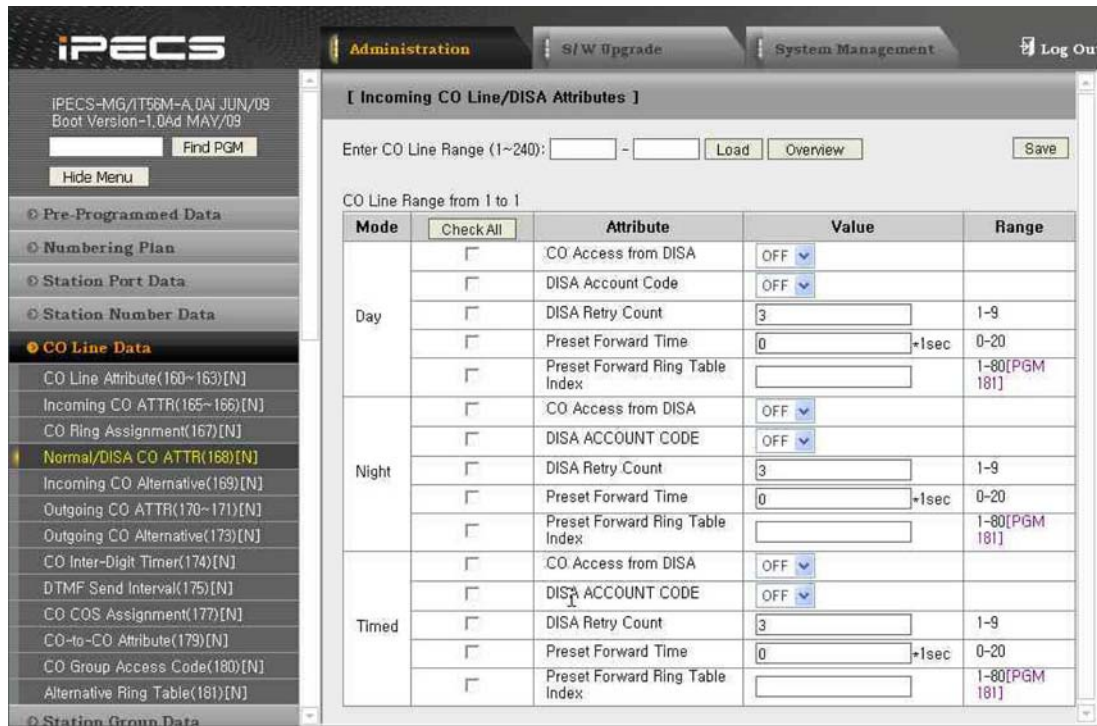 iPECS
Administration
S/W Upgrade
System Management
Log Ou
iPECS-MG/IT56M-A.0Ai JUN/09
Boot Version-1.0Ad MAY/09
Find PGM
Hide Menu
Pre-Programmed Data
Numbering Plan
Station Port Data
Station Number Data
CO Line Data
CO Line Attribute(160~163)[N]
Incoming CO ATTR(165~166)[N]
CO Ring Assignment(167)[N]
Normal/DISA CO ATTR(168)[N]
Incoming CO Alternative(169)[N]
Outgoing CO ATTR(170~171)[N]
Outgoing CO Alternative(173)[N]
CO Inter-Digit Timer(174)[N]
DTMF Send Interval(175)[N]
CO COS Assignment(177)[N]
CO-to-CO Attribute(179)[N]
CO Group Access Code(180)[N]
Alternative Ring Table(181)[N]
Station Group Data
[ Incoming CO Line/DISA Attributes ]
Enter CO Line Range (1~240): - Load Overview Save
CO Line Range from 1 to 1
Mode Check All Attribute Value Range
Day
CO Access from DISA OFF
DISA Account Code OFF
DISA Retry Count 3 1-9
Preset Forward Time 0 *1sec 0-20
Preset Forward Ring Table Index 1-80[PGM 181]
Night
CO Access from DISA OFF
DISA ACCOUNT CODE OFF
DISA Retry Count 3 1-9
Preset Forward Time 0 *1sec 0-20
Preset Forward Ring Table Index 1-80[PGM 181]
Timed
CO Access from DISA OFF
DISA ACCOUNT CODE OFF
DISA Retry Count 3 1-9
Preset Forward Time 0 *1sec 0-20
Preset Forward Ring Table Index 1-80[PGM 181]